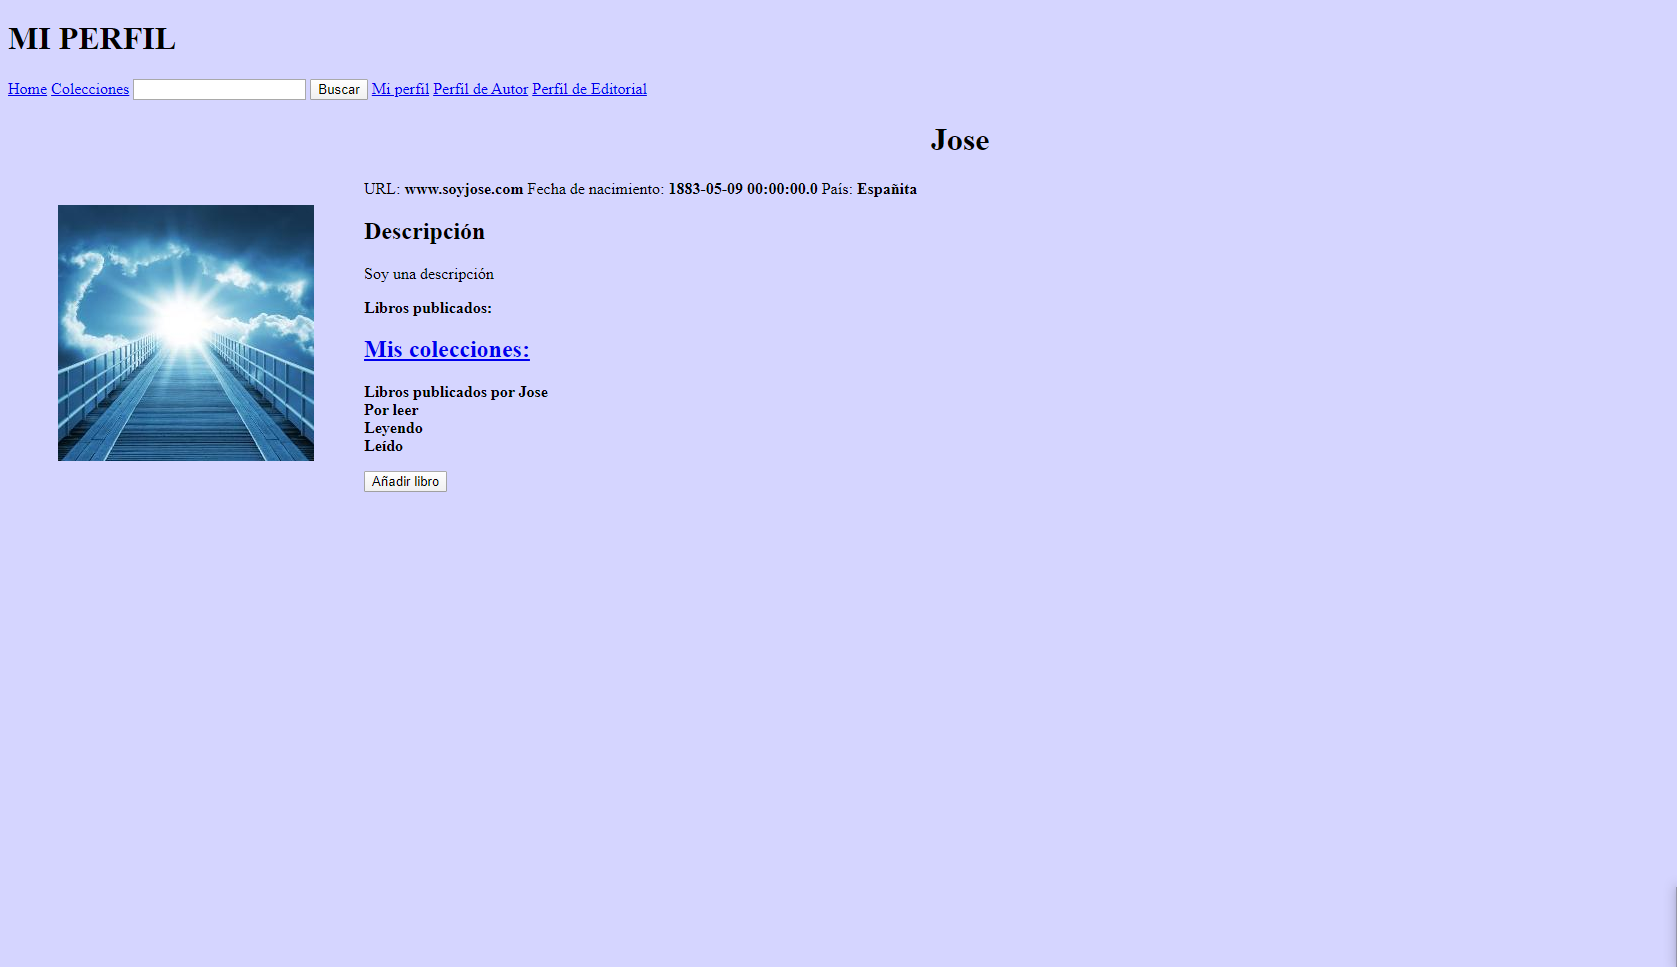 MI PERFIL
Home Colecciones Buscar Mi perfil Perfil de Autor Perfil de Editorial
Jose
URL: www.soyjose.com Fecha de nacimiento: 1883-05-09 00:00:00.0 País: Españita
Descripción
Soy una descripción
Libros publicados:
Mis colecciones:
Libros publicados por Jose
Por leer
Leyendo
Leído
Añadir libro